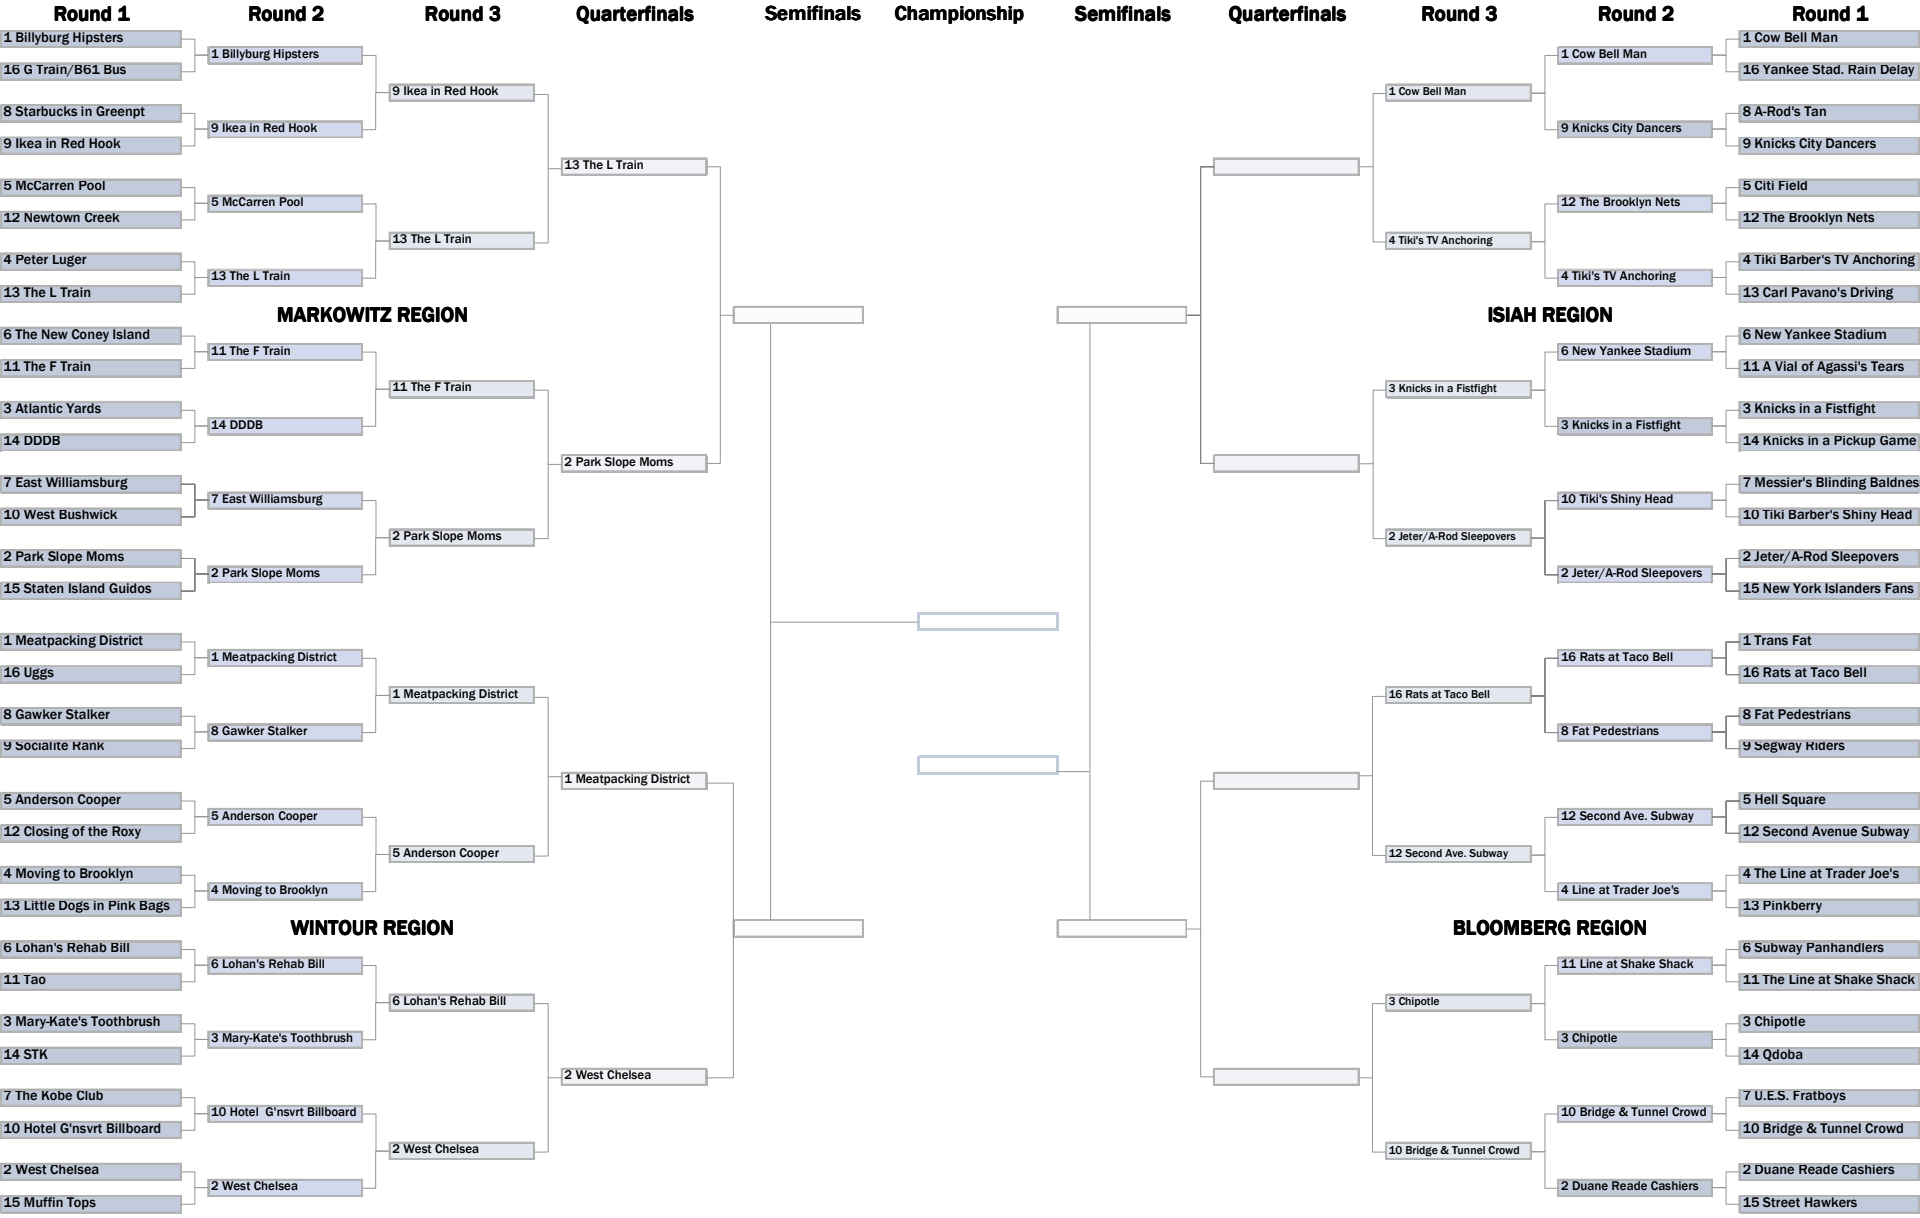 Round 1
Round 2
Round 3
Quarterfinals
Semifinals
Championship
Semifinals
Quarterfinals
Round 3
Round 2
Round 1
1 Billyburg Hipsters
16 G Train/B61 Bus
8 Starbucks in Greenpt
9 Ikea in Red Hook
5 McCarren Pool
12 Newtown Creek
4 Peter Luger
13 The L Train
6 The New Coney Island
11 The F Train
3 Atlantic Yards
14 DDDB
7 East Williamsburg
10 West Bushwick
2 Park Slope Moms
15 Staten Island Guidos
1 Billyburg Hipsters
9 Ikea in Red Hook
5 McCarren Pool
13 The L Train
MARKOWITZ REGION
11 The F Train
14 DDDB
7 East Williamsburg
2 Park Slope Moms
9 Ikea in Red Hook
13 The L Train
11 The F Train
2 Park Slope Moms
13 The L Train
2 Park Slope Moms
1 Meatpacking District
16 Uggs
8 Gawker Stalker
9 Socialite Rank
5 Anderson Cooper
12 Closing of the Roxy
4 Moving to Brooklyn
13 Little Dogs in Pink Bags
6 Lohan's Rehab Bill
11 Tao
3 Mary-Kate's Toothbrush
14 STK
7 The Kobe Club
10 Hotel G'nsvrt Billboard
2 West Chelsea
15 Muffin Tops
1 Meatpacking District
8 Gawker Stalker
5 Anderson Cooper
4 Moving to Brooklyn
WINTOUR REGION
6 Lohan's Rehab Bill
3 Mary-Kate's Toothbrush
10 Hotel  G'nsvrt Billboard
2 West Chelsea
1 Meatpacking District
5 Anderson Cooper
6 Lohan's Rehab Bill
2 West Chelsea
1 Meatpacking District
2 West Chelsea
1 Cow Bell Man
4 Tiki's TV Anchoring
3 Knicks in a Fistfight
2 Jeter/A-Rod Sleepovers
1 Cow Bell Man
9 Knicks City Dancers
12 The Brooklyn Nets
4 Tiki's TV Anchoring
ISIAH REGION
6 New Yankee Stadium
3 Knicks in a Fistfight
10 Tiki's Shiny Head
2 Jeter/A-Rod Sleepovers
1 Cow Bell Man
16 Yankee Stad. Rain Delay
8 A-Rod's Tan
9 Knicks City Dancers
5 Citi Field
12 The Brooklyn Nets
4 Tiki Barber's TV Anchoring
13 Carl Pavano's Driving
6 New Yankee Stadium
11 A Vial of Agassi's Tears
3 Knicks in a Fistfight
14 Knicks in a Pickup Game
7 Messier's Blinding Baldnes
10 Tiki Barber's Shiny Head
2 Jeter/A-Rod Sleepovers
15 New York Islanders Fans
16 Rats at Taco Bell
12 Second Ave. Subway
3 Chipotle
10 Bridge & Tunnel Crowd
16 Rats at Taco Bell
8 Fat Pedestrians
12 Second Ave. Subway
4 Line at Trader Joe's
BLOOMBERG REGION
11 Line at Shake Shack
3 Chipotle
10 Bridge & Tunnel Crowd
2 Duane Reade Cashiers
1 Trans Fat
16 Rats at Taco Bell
8 Fat Pedestrians
9 Segway Riders
5 Hell Square
12 Second Avenue Subway
4 The Line at Trader Joe's
13 Pinkberry
6 Subway Panhandlers
11 The Line at Shake Shack
3 Chipotle
14 Qdoba
7 U.E.S. Fratboys
10 Bridge & Tunnel Crowd
2 Duane Reade Cashiers
15 Street Hawkers